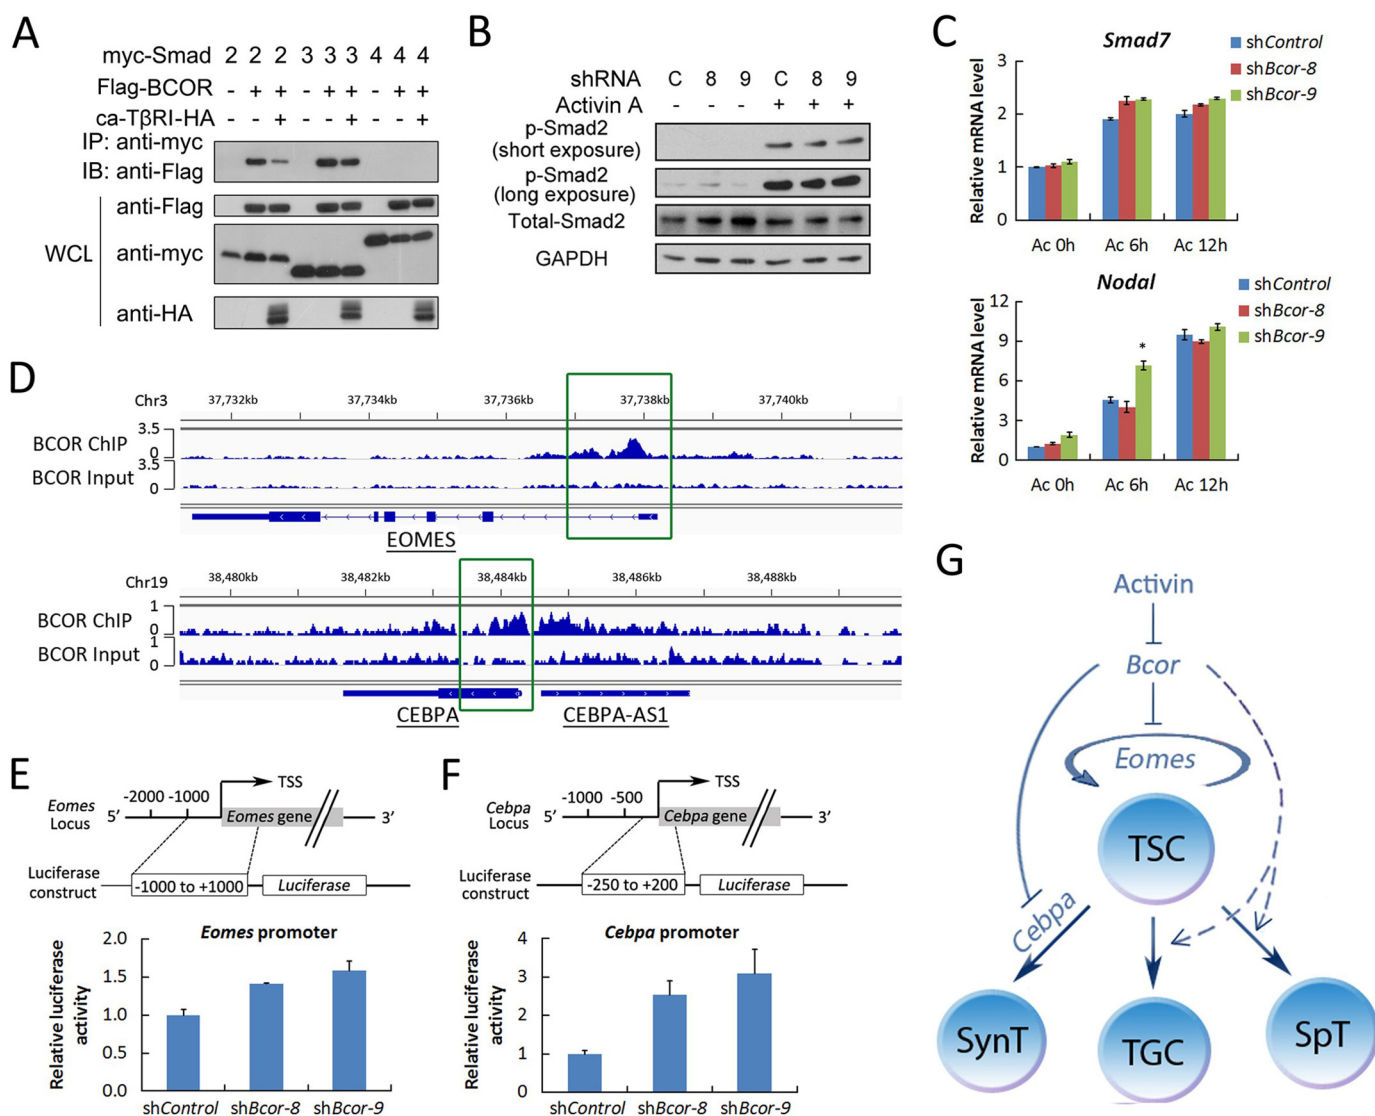 A
myc-Smad 2 2 2 3 3 3 4 4 4
Flag-BCOR - + + - + + - + +
ca-TβRI-HA - - + - - + - - +
IP: anti-myc
IB: anti-Flag
anti-Flag
WCL
anti-myc
anti-HA
B
shRNA C 8 9 C 8 9
Activin A - - - + + +
p-Smad2
(short exposure)
p-Smad2
(long exposure)
Total-Smad2
GAPDH
C
Smad7
shControl
shBcor-8
shBcor-9
Relative mRNA level
3
2
1
0
Ac 0h Ac 6h Ac 12h
Nodal
shControl
shBcor-8
shBcor-9
Relative mRNA level
12
9
6
3
0
*
Ac 0h Ac 6h Ac 12h
D
Chr3 37,732kb 37,734kb 37,736kb 37,738kb 37,740kb
BCOR ChIP 3.5
0
BCOR Input 3.5
0
EOMES
Chr19 38,480kb 38,482kb 38,484kb 38,486kb 38,488kb
BCOR ChIP 1
0
BCOR Input 1
0
CEBPA CEBPA-AS1
E
TSS
-2000 -1000
Eomes
Locus
5’ Eomes gene 3’
Luciferase
construct
-1000 to +1000 Luciferase
Eomes promoter
Relative luciferase
activity
2.0
1.5
1.0
0.5
0.0
shControl shBcor-8 shBcor-9
F
TSS
-1000 -500
Cebpa
Locus
5’ Cebpa gene 3’
Luciferase
construct
-250 to +200 Luciferase
Cebpa promoter
Relative luciferase
activity
4
3
2
1
0
shControl shBcor-8 shBcor-9
G
Activin
Bcor
Eomes
TSC
Cebpa
SynT
TGC
SpT